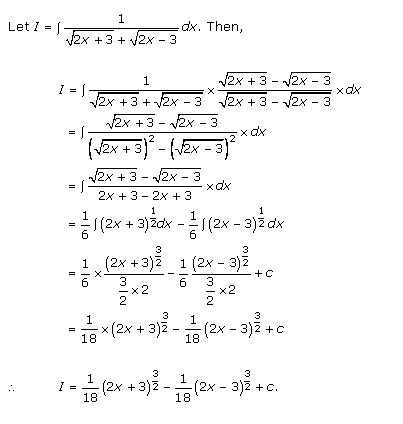 Let I = ∫ 1/(√(2x + 3) + √(2x − 3)) dx. Then,
I = ∫ 1/(√(2x + 3) + √(2x − 3)) × (√(2x + 3) − √(2x − 3))/(√(2x + 3) − √(2x − 3)) × dx
= ∫ (√(2x + 3) − √(2x − 3))/((√(2x + 3))² − (√(2x − 3))²) × dx
= ∫ (√(2x + 3) − √(2x − 3))/(2x + 3 − 2x + 3) × dx
= 1/6 ∫ (2x + 3)^(1/2) dx − 1/6 ∫ (2x − 3)^(1/2) dx
= 1/6 × (2x + 3)^(3/2)/(3/2 × 2) − 1/6 (2x − 3)^(3/2)/(3/2 × 2) + c
= 1/18 × (2x + 3)^(3/2) − 1/18 (2x − 3)^(3/2) + c
∴ I = 1/18 (2x + 3)^(3/2) − 1/18 (2x − 3)^(3/2) + c.